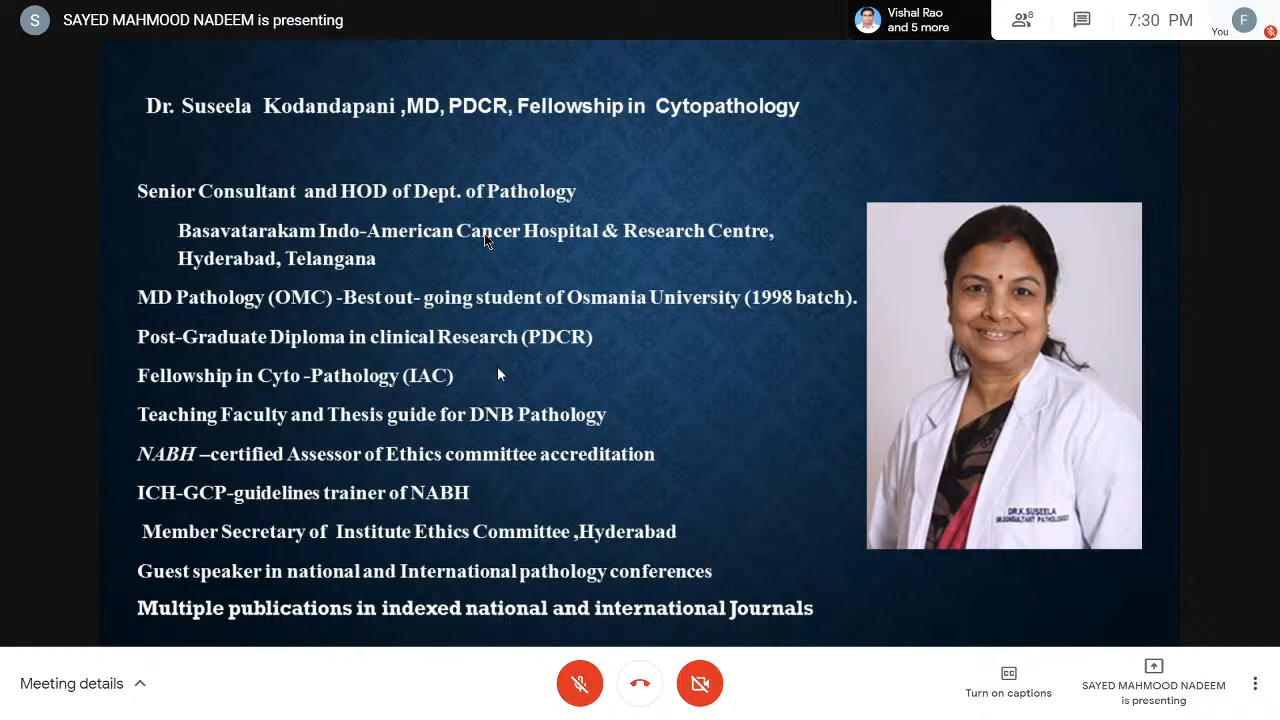 S SAYED MAHMOOD NADEEM is presenting
Vishal Rao
and 5 more
8
7:30 PM
You
F
Dr. Suseela Kodandapani ,MD, PDCR, Fellowship in Cytopathology
Senior Consultant and HOD of Dept. of Pathology
Basavatarakam Indo-American Cancer Hospital & Research Centre,
Hyderabad, Telangana
MD Pathology (OMC) -Best out- going student of Osmania University (1998 batch).
Post-Graduate Diploma in clinical Research (PDCR)
Fellowship in Cyto -Pathology (IAC)
Teaching Faculty and Thesis guide for DNB Pathology
NABH –certified Assessor of Ethics committee accreditation
ICH-GCP-guidelines trainer of NABH
Member Secretary of Institute Ethics Committee ,Hyderabad
Guest speaker in national and International pathology conferences
Multiple publications in indexed national and international Journals
DR.K.SUSEELA
SR.CONSULTANT PATHOLOGIST
Meeting details
CC
Turn on captions
SAYED MAHMOOD NADEEM
is presenting